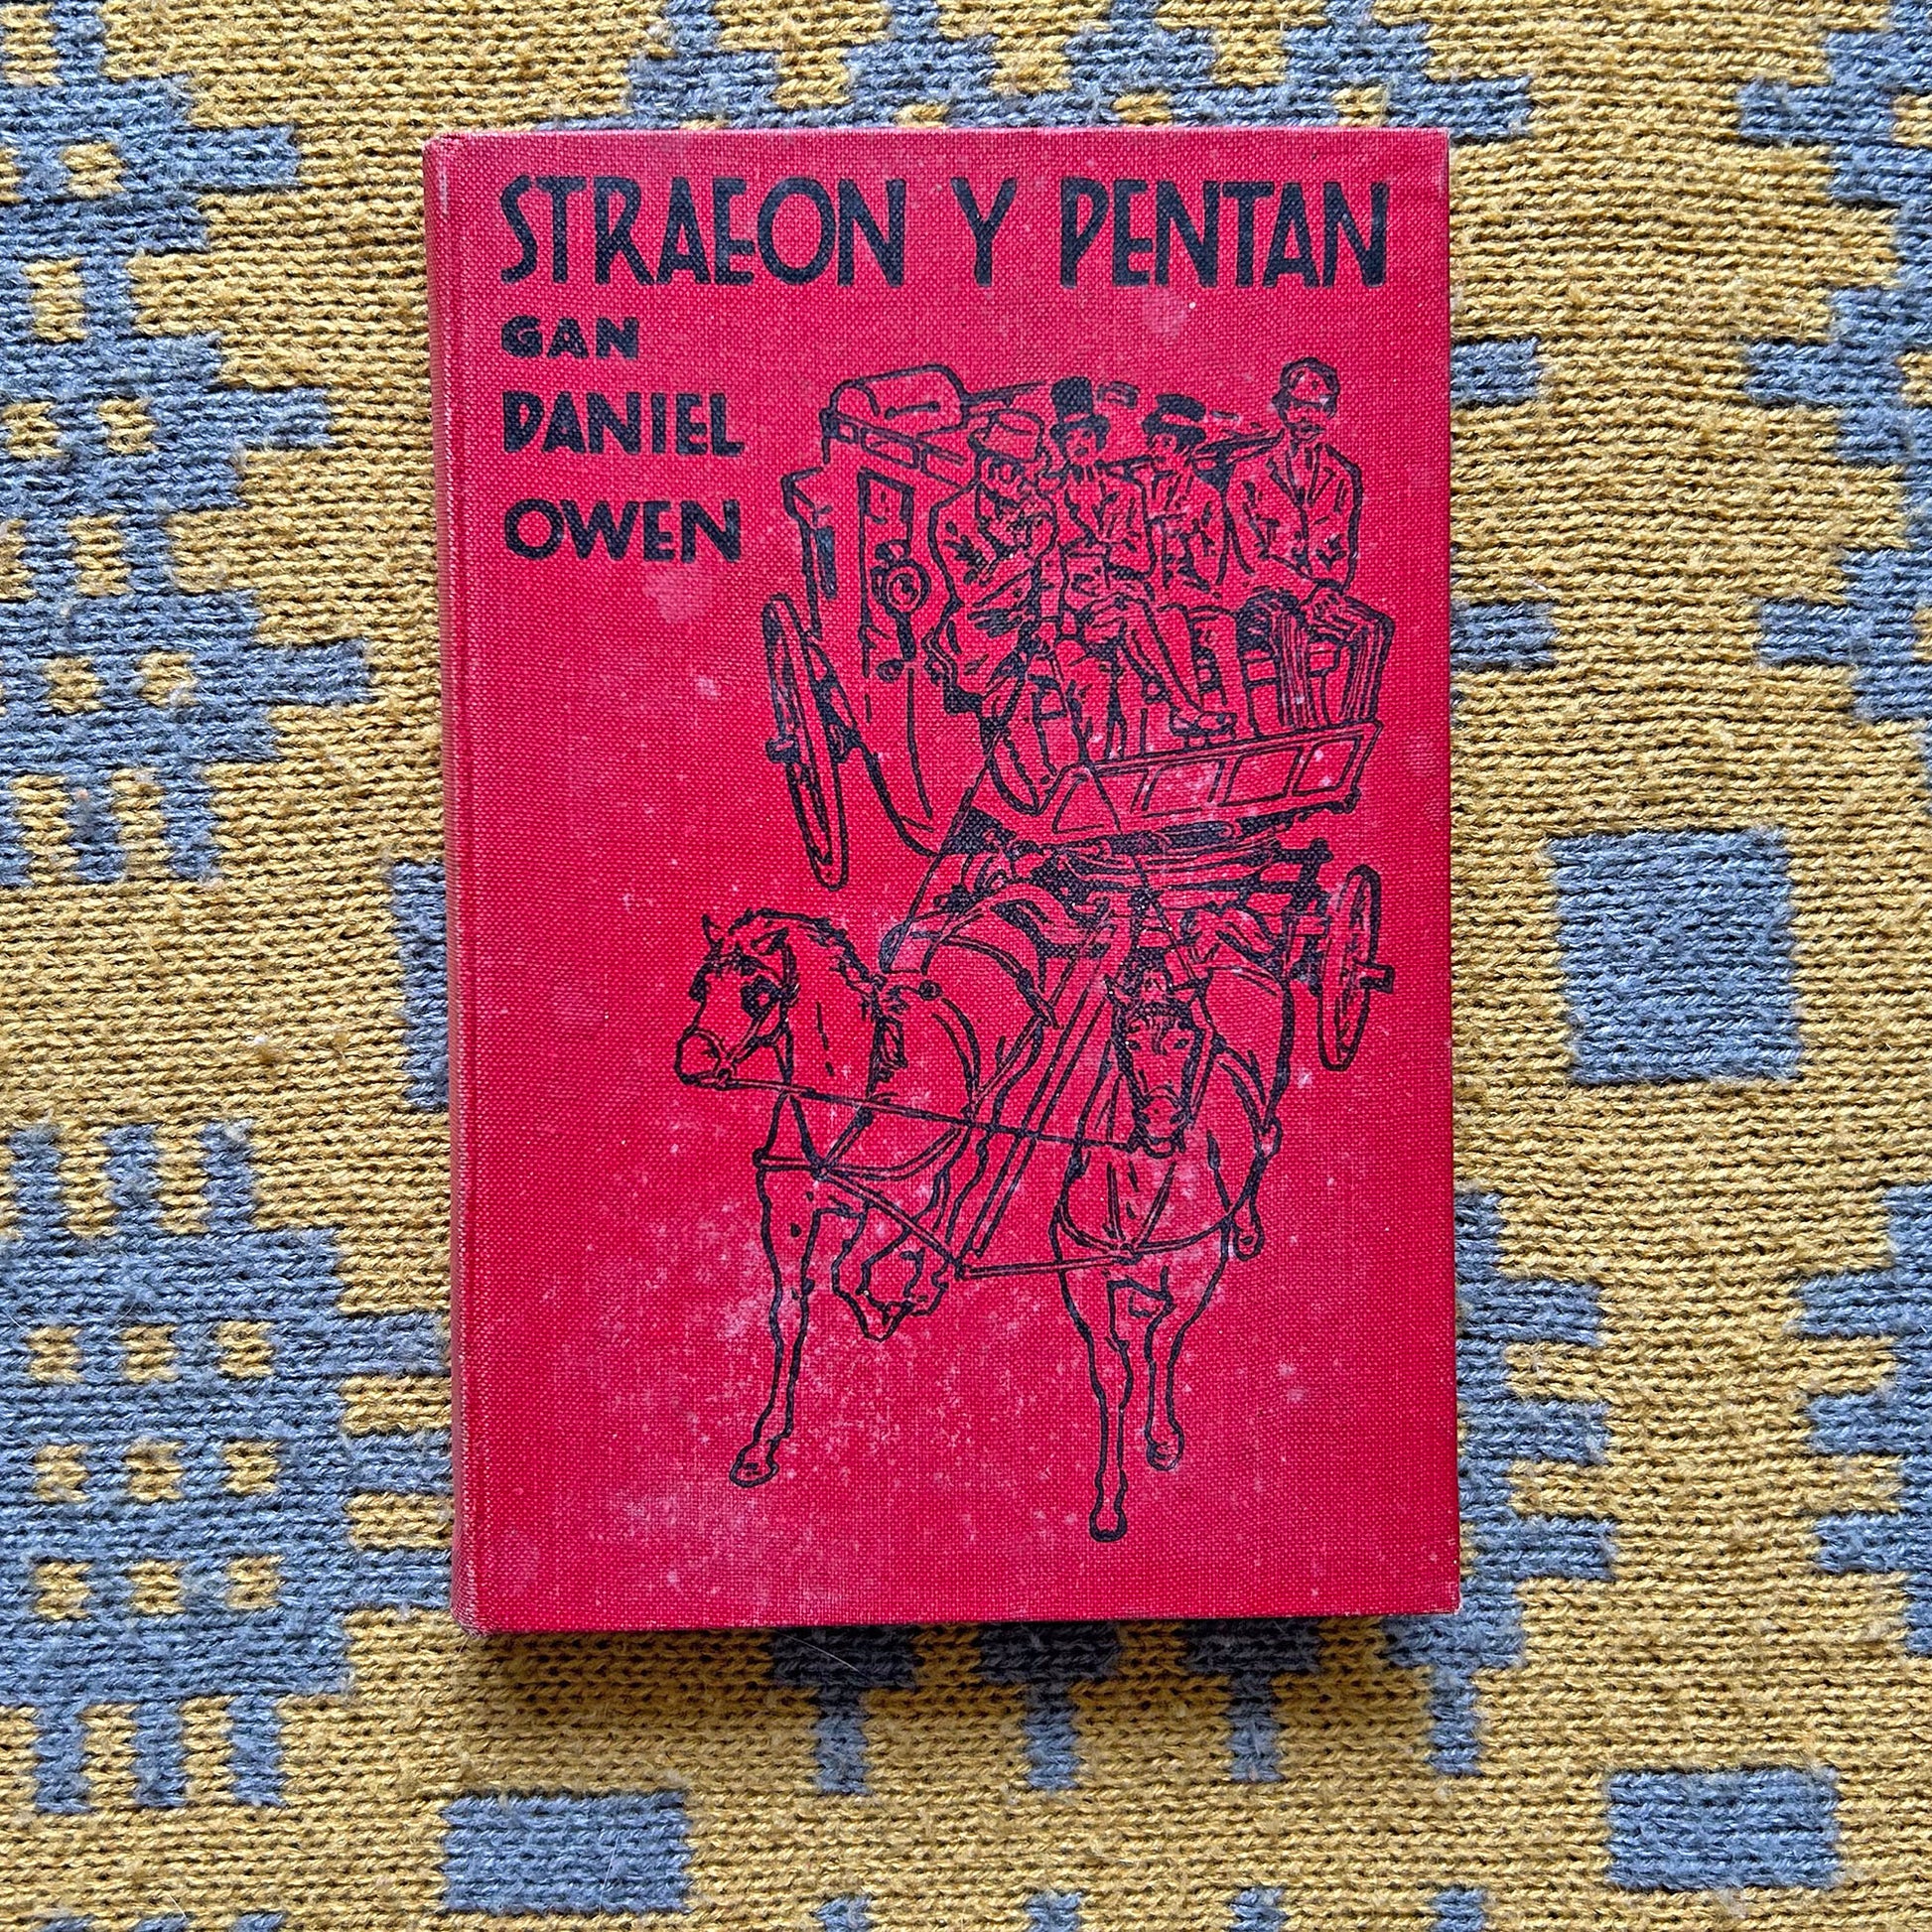 STRAEON Y PENTAN
GAN
DANIEL
OWEN